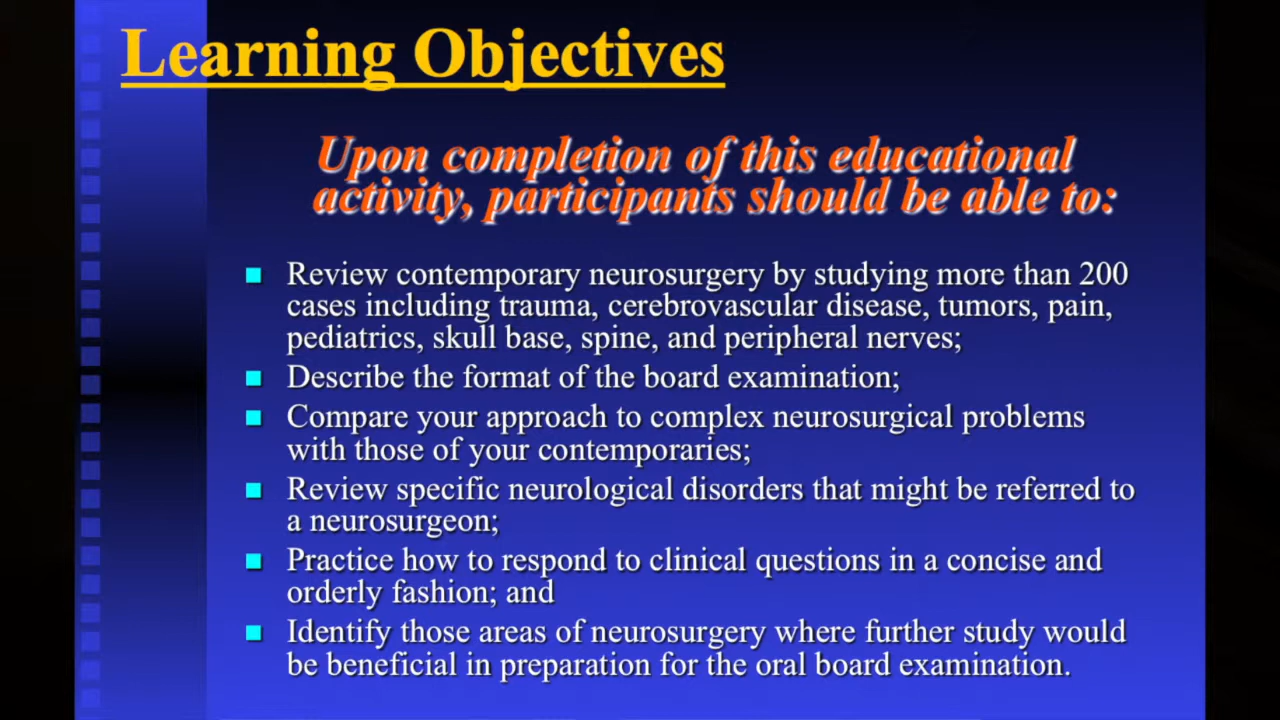 Learning Objectives
Upon completion of this educational
activity, participants should be able to:
Review contemporary neurosurgery by studying more than 200
cases including trauma, cerebrovascular disease, tumors, pain,
pediatrics, skull base, spine, and peripheral nerves;
Describe the format of the board examination;
Compare your approach to complex neurosurgical problems
with those of your contemporaries;
Review specific neurological disorders that might be referred to
a neurosurgeon;
Practice how to respond to clinical questions in a concise and
orderly fashion; and
Identify those areas of neurosurgery where further study would
be beneficial in preparation for the oral board examination.